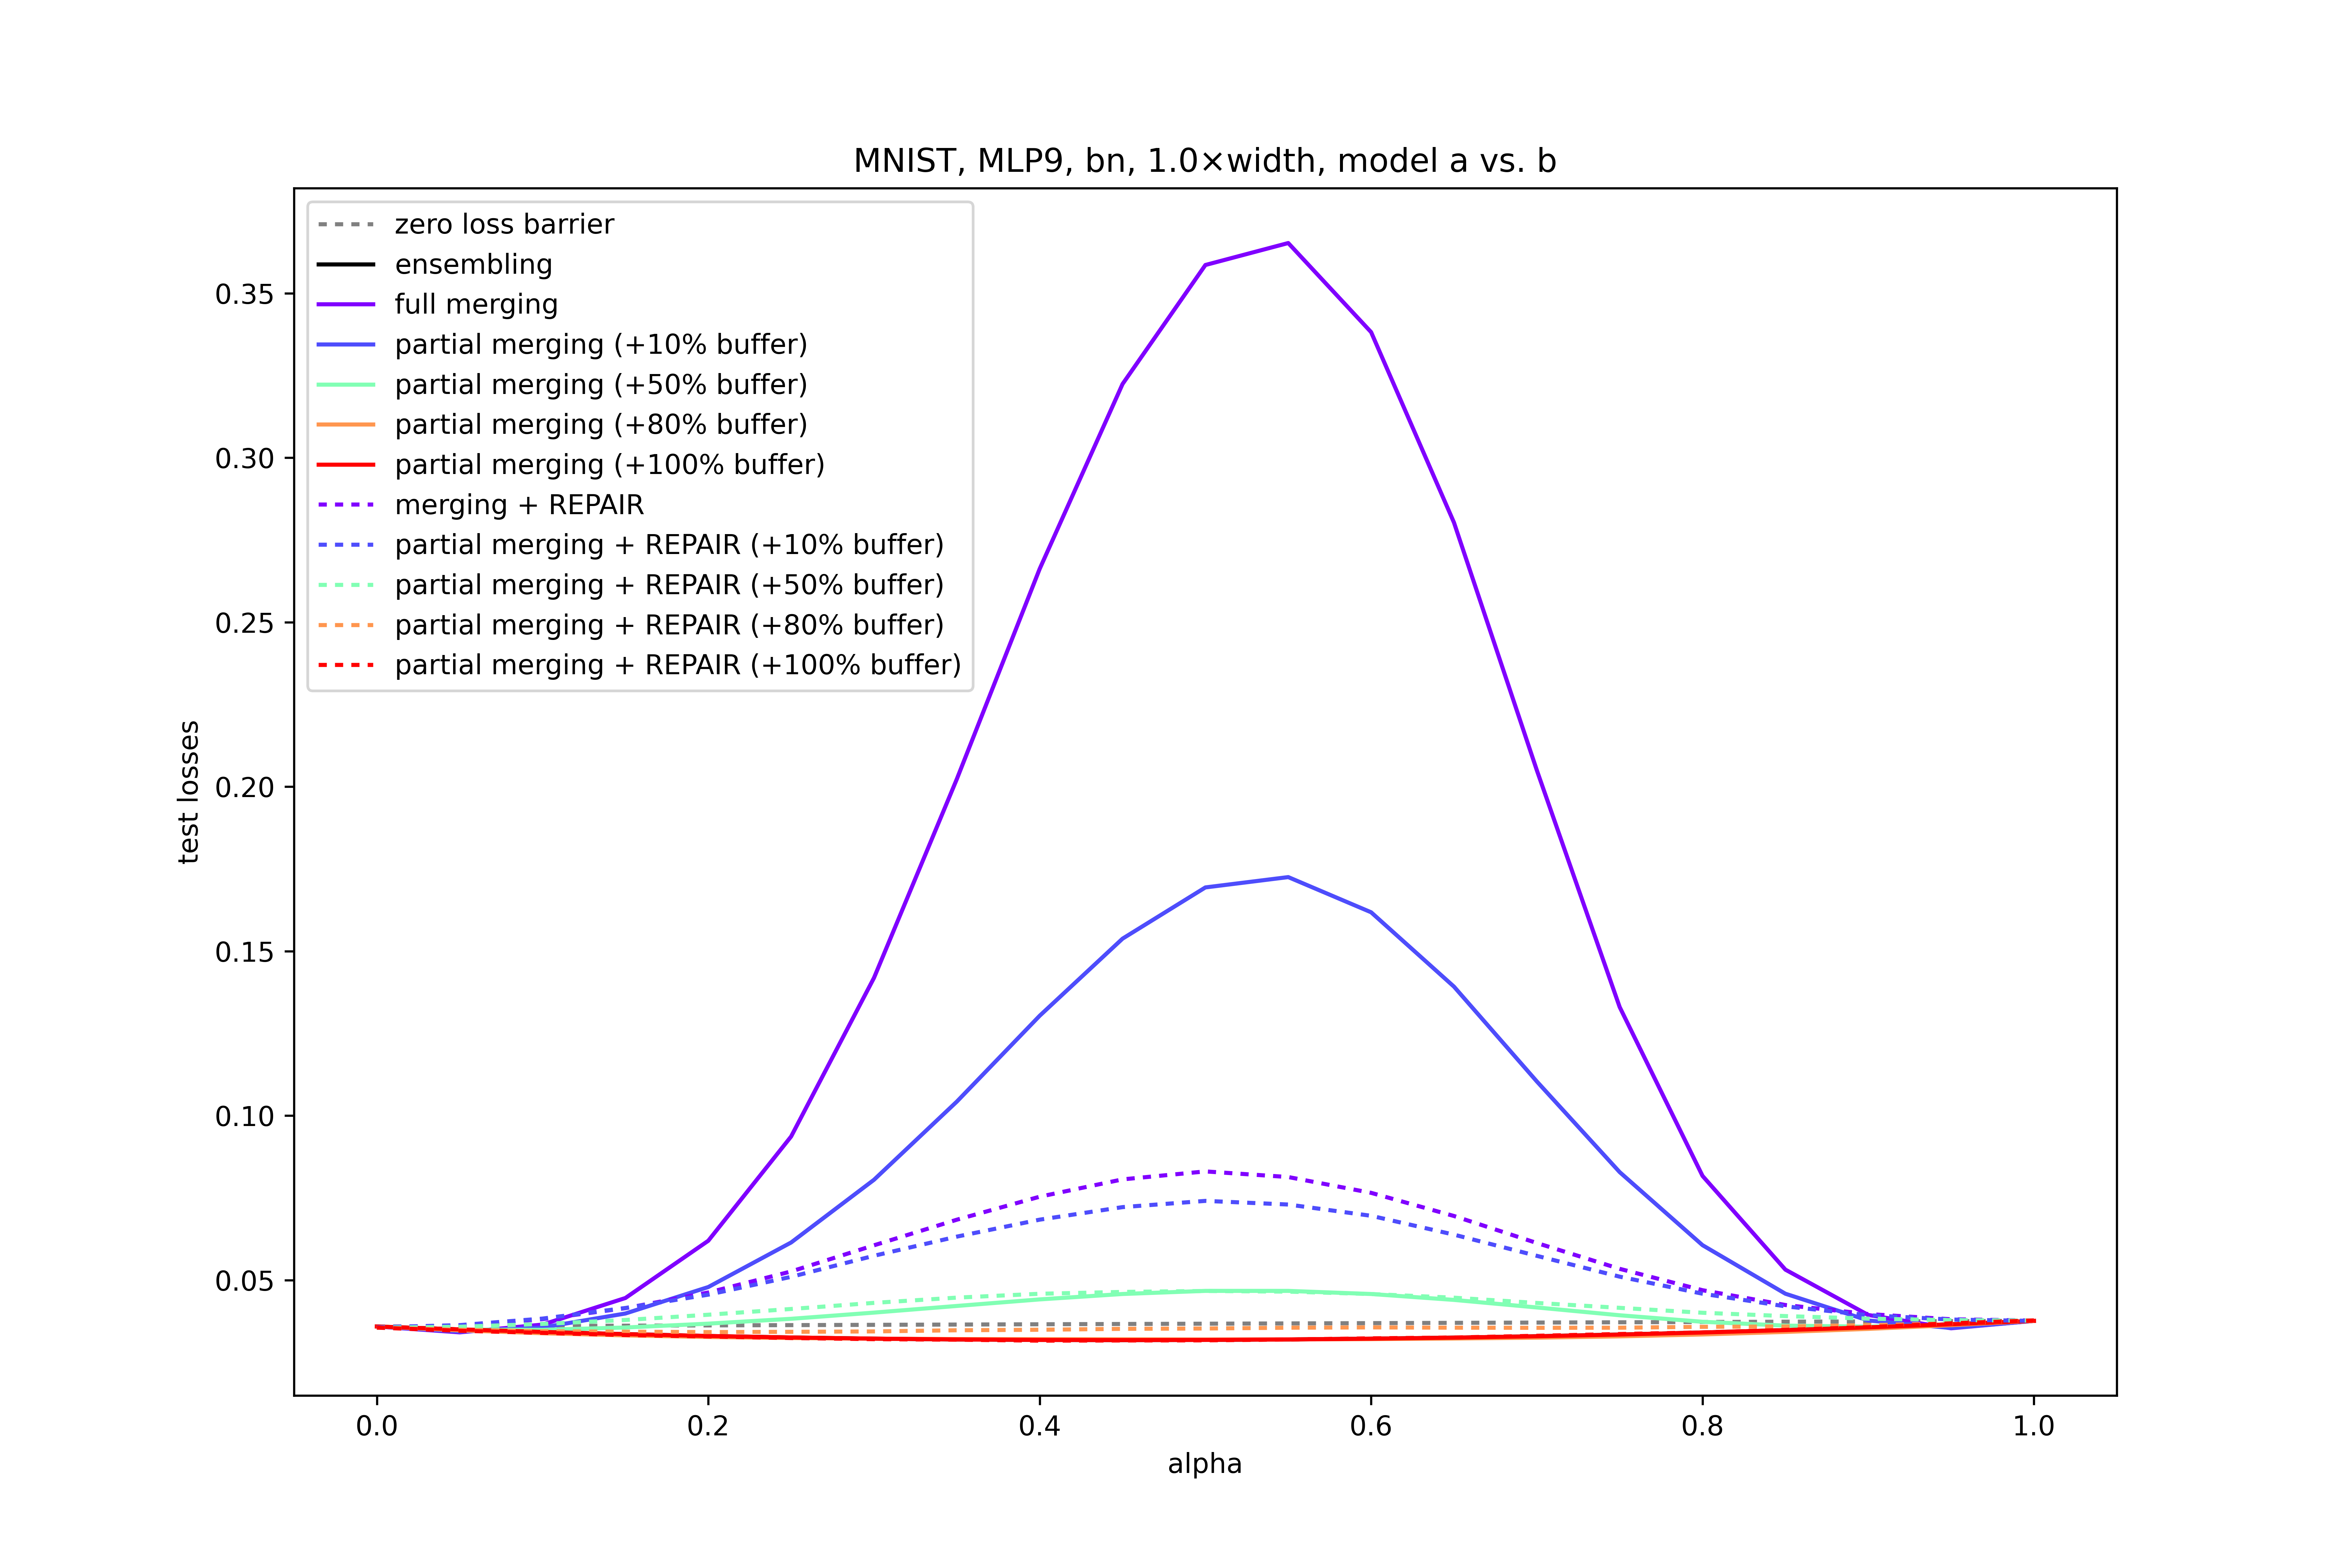 MNIST, MLP9, bn, 1.0×width, model a vs. b
zero loss barrier
ensembling
full merging
partial merging (+10% buffer)
partial merging (+50% buffer)
partial merging (+80% buffer)
partial merging (+100% buffer)
merging + REPAIR
partial merging + REPAIR (+10% buffer)
partial merging + REPAIR (+50% buffer)
partial merging + REPAIR (+80% buffer)
partial merging + REPAIR (+100% buffer)
test losses
0.35
0.30
0.25
0.20
0.15
0.10
0.05
0.0 0.2 0.4 0.6 0.8 1.0
alpha